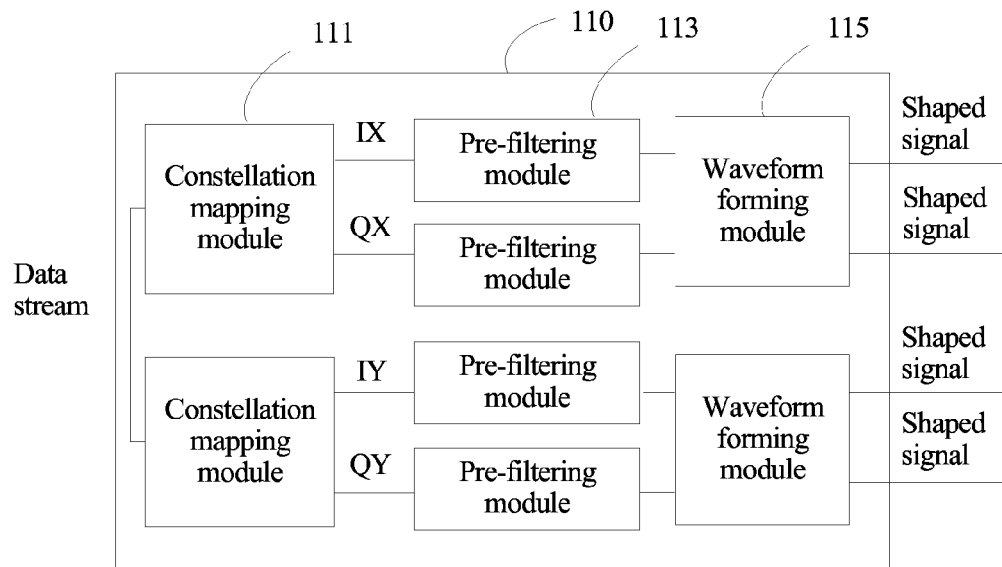 111
110
113
115
IX
Pre-filtering
module
Shaped
signal
Constellation
mapping
module
Waveform
forming
module
QX
Pre-filtering
module
Shaped
signal
Data
stream
IY
Pre-filtering
module
Shaped
signal
Constellation
mapping
module
Waveform
forming
module
QY
Pre-filtering
module
Shaped
signal